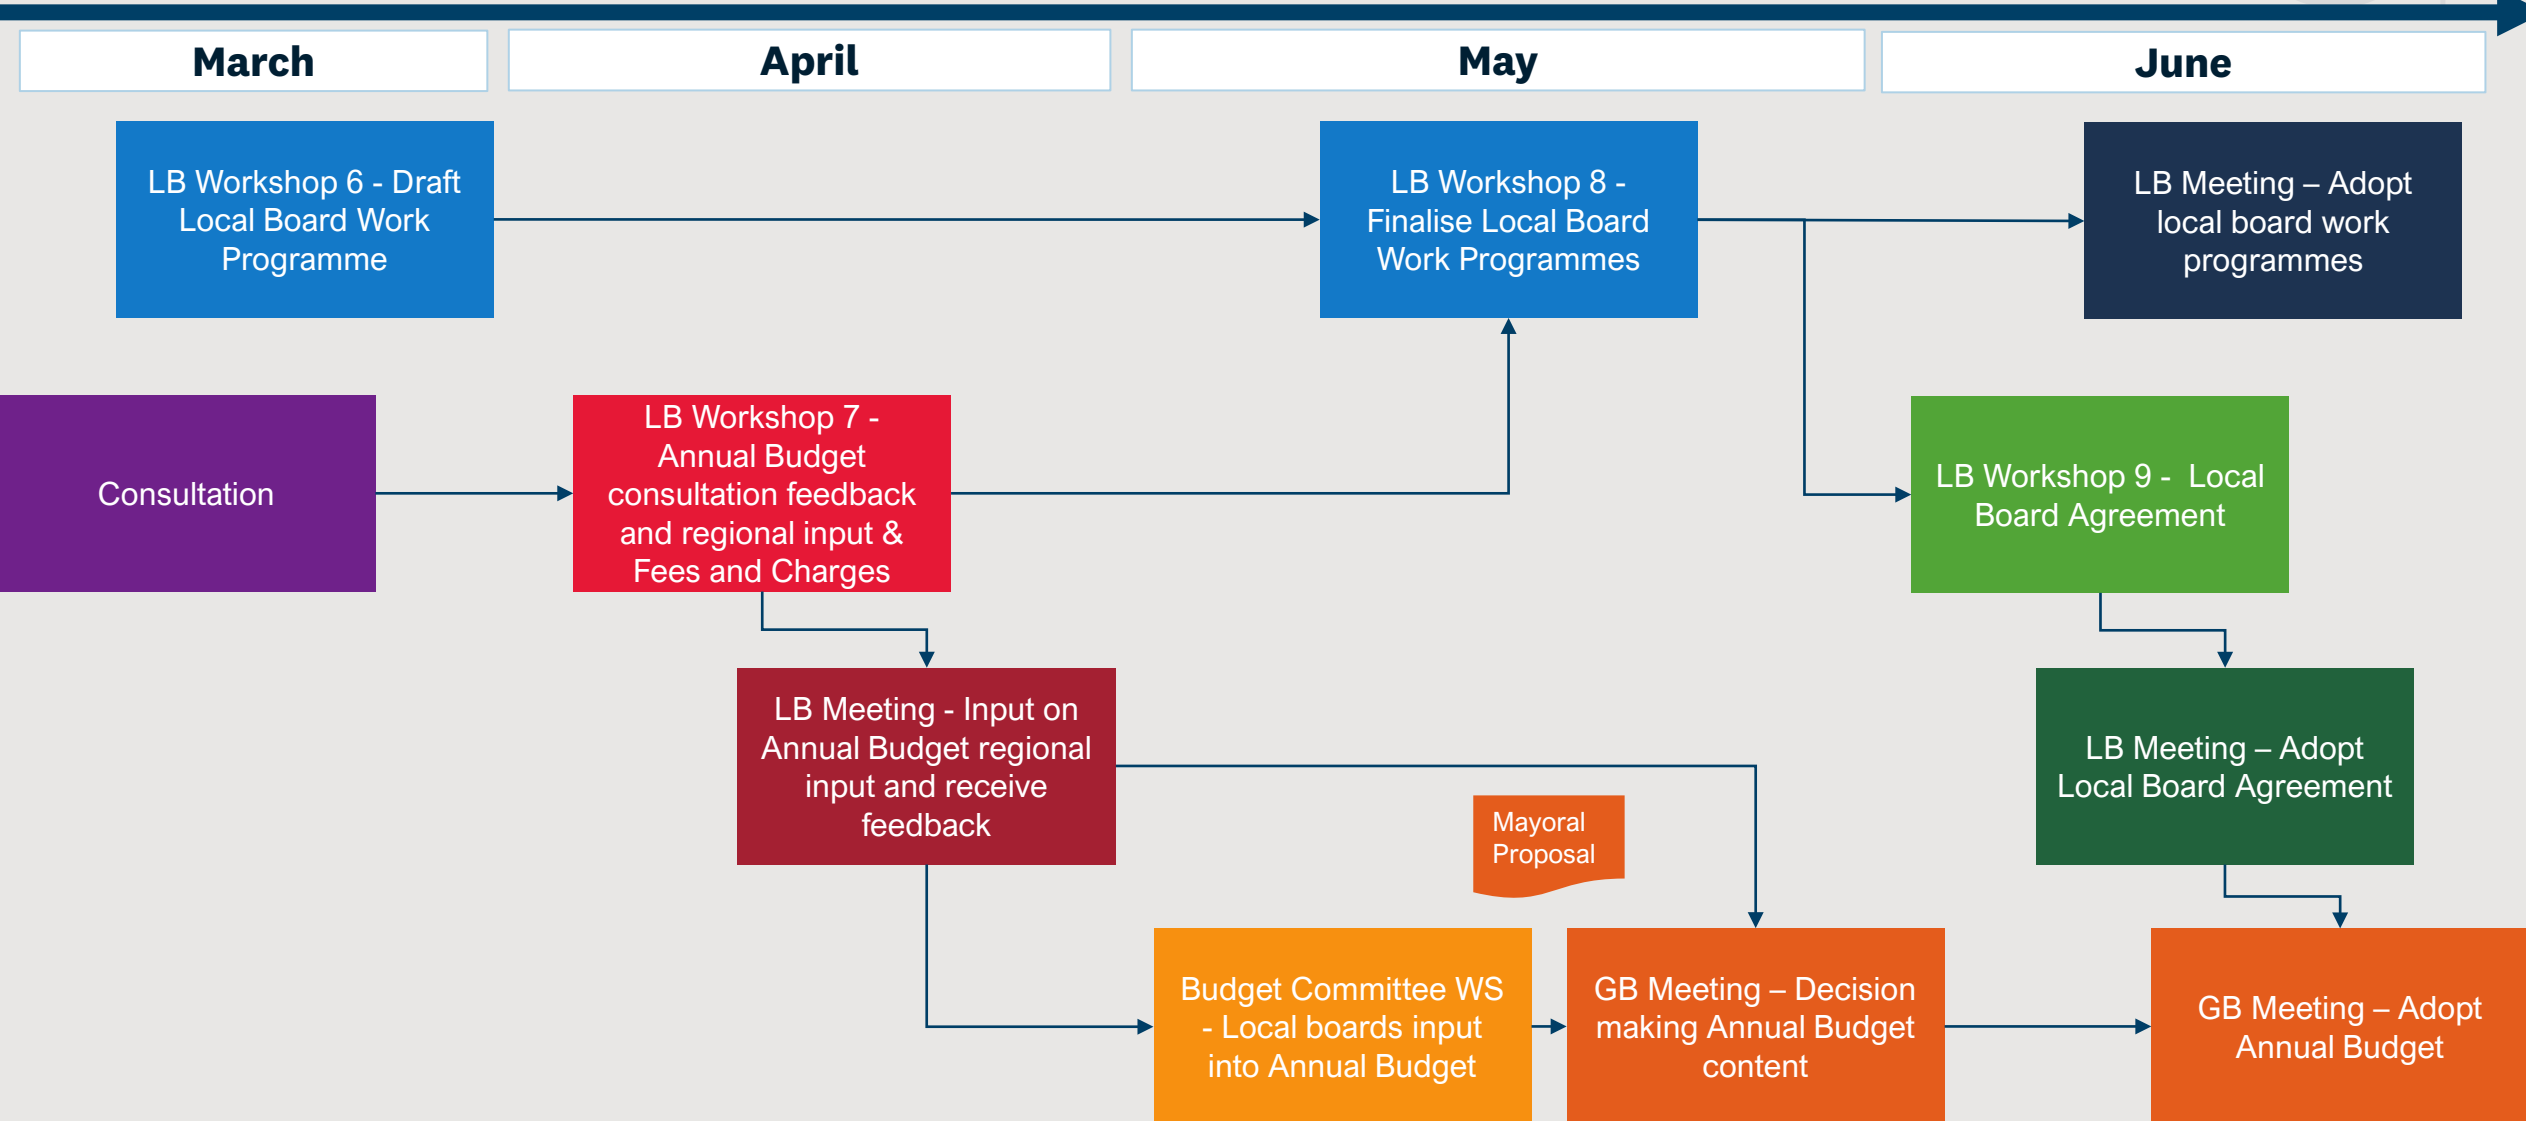 March
April
May
June
LB Workshop 6 - Draft
Local Board Work
Programme
LB Workshop 8 -
Finalise Local Board
Work Programmes
LB Meeting – Adopt
local board work
programmes
Consultation
LB Workshop 7 -
Annual Budget
consultation feedback
and regional input &
Fees and Charges
LB Workshop 9 - Local
Board Agreement
LB Meeting - Input on
Annual Budget regional
input and receive
feedback
Mayoral
Proposal
LB Meeting – Adopt
Local Board Agreement
Budget Committee WS
- Local boards input
into Annual Budget
GB Meeting – Decision
making Annual Budget
content
GB Meeting – Adopt
Annual Budget